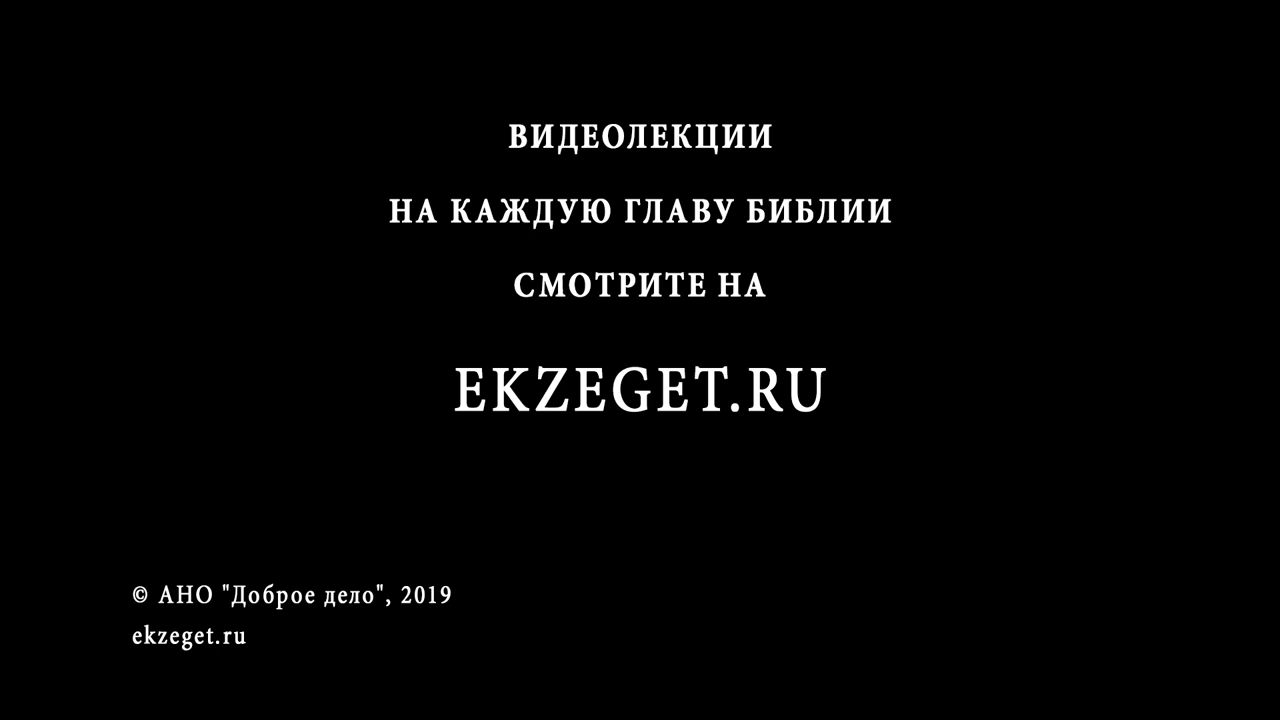 ВИДЕОЛЕКЦИИ
НА КАЖДУЮ ГЛАВУ БИБЛИИ
СМОТРИТЕ НА
EKZEGET.RU
© АНО "Доброе дело", 2019
ekzeget.ru